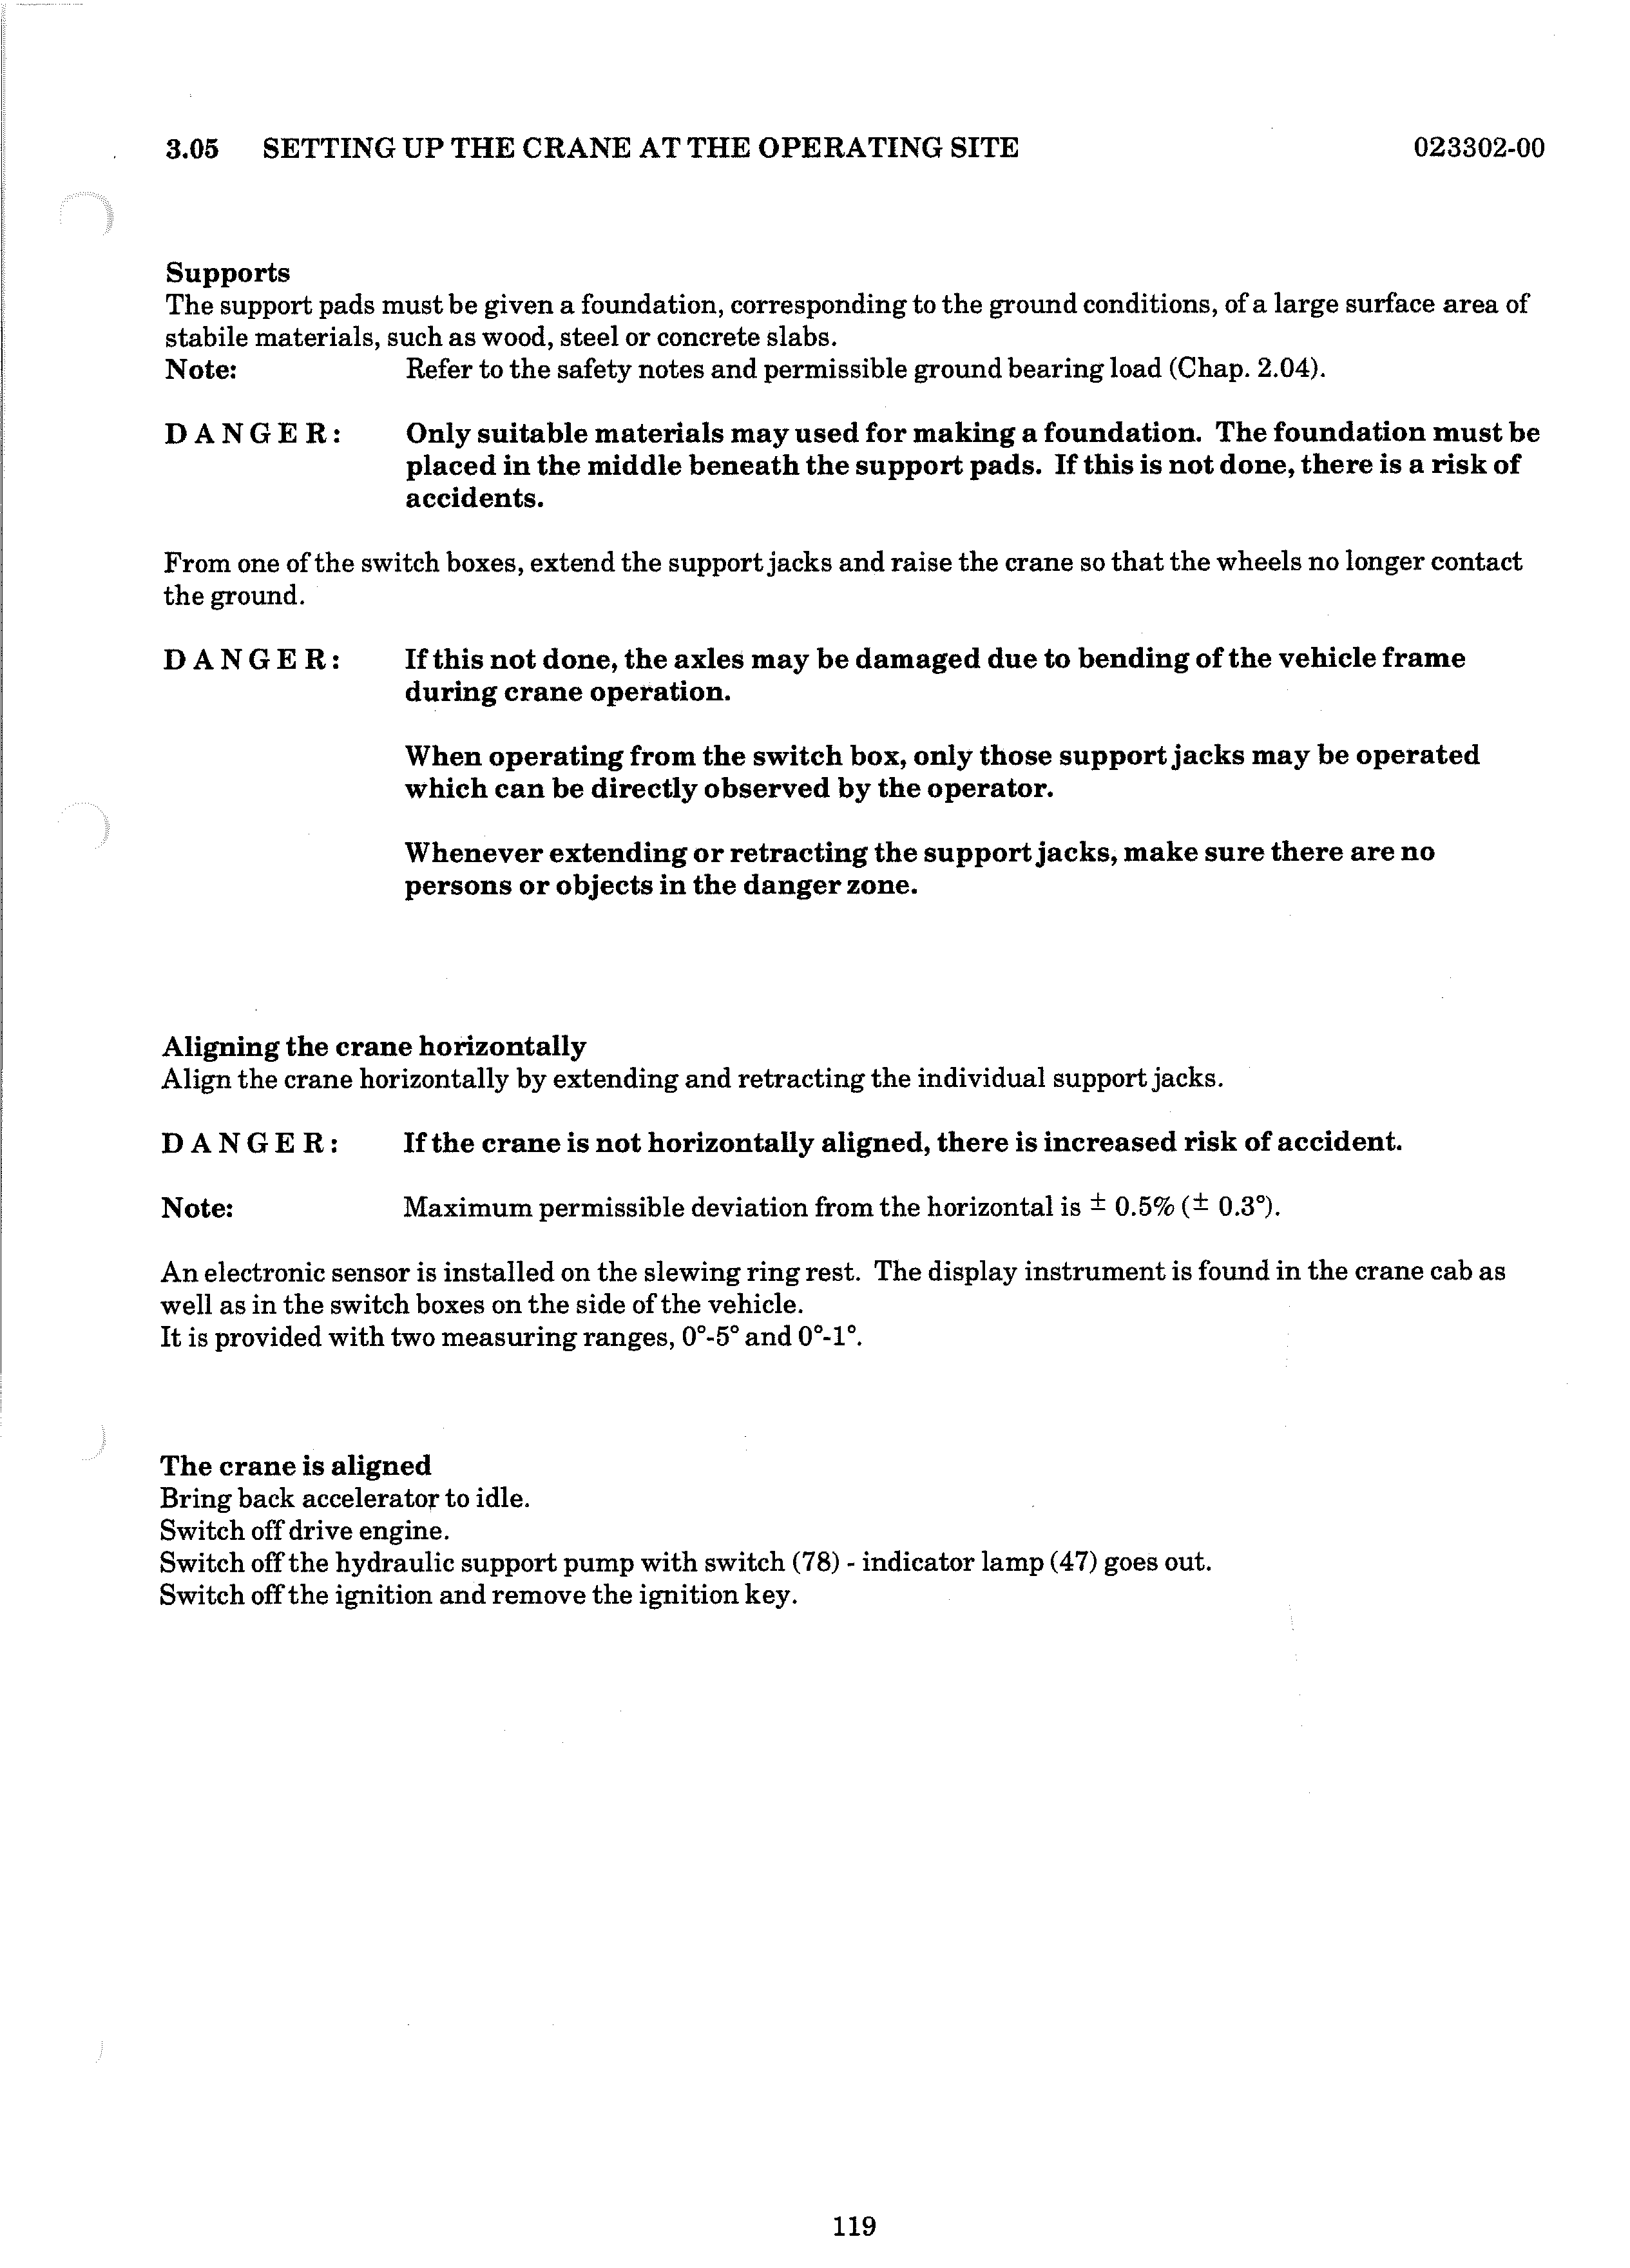 3.05 SETTING UP THE CRANE AT THE OPERATING SITE 023302-00
Supports
The support pads must be given a foundation, corresponding to the ground conditions, of a large surface area of
stabile materials, such as wood, steel or concrete slabs.
Note: Refer to the safety notes and permissible ground bearing load (Chap. 2.04).
D A N G E R : Only suitable materials may used for making a foundation. The foundation must be
placed in the middle beneath the support pads. If this is not done, there is a risk of
accidents.
From one of the switch boxes, extend the support jacks and raise the crane so that the wheels no longer contact
the ground.
D A N G E R : If this not done, the axles may be damaged due to bending of the vehicle frame
during crane operation.
When operating from the switch box, only those support jacks may be operated
which can be directly observed by the operator.
Whenever extending or retracting the support jacks, make sure there are no
persons or objects in the danger zone.
Aligning the crane horizontally
Align the crane horizontally by extending and retracting the individual support jacks.
D A N G E R : If the crane is not horizontally aligned, there is increased risk of accident.
Note: Maximum permissible deviation from the horizontal is ± 0.5% (± 0.3°).
An electronic sensor is installed on the slewing ring rest. The display instrument is found in the crane cab as
well as in the switch boxes on the side of the vehicle.
It is provided with two measuring ranges, 0°-5° and 0°-1°.
The crane is aligned
Bring back accelerator to idle.
Switch off drive engine.
Switch off the hydraulic support pump with switch (78) - indicator lamp (47) goes out.
Switch off the ignition and remove the ignition key.
119